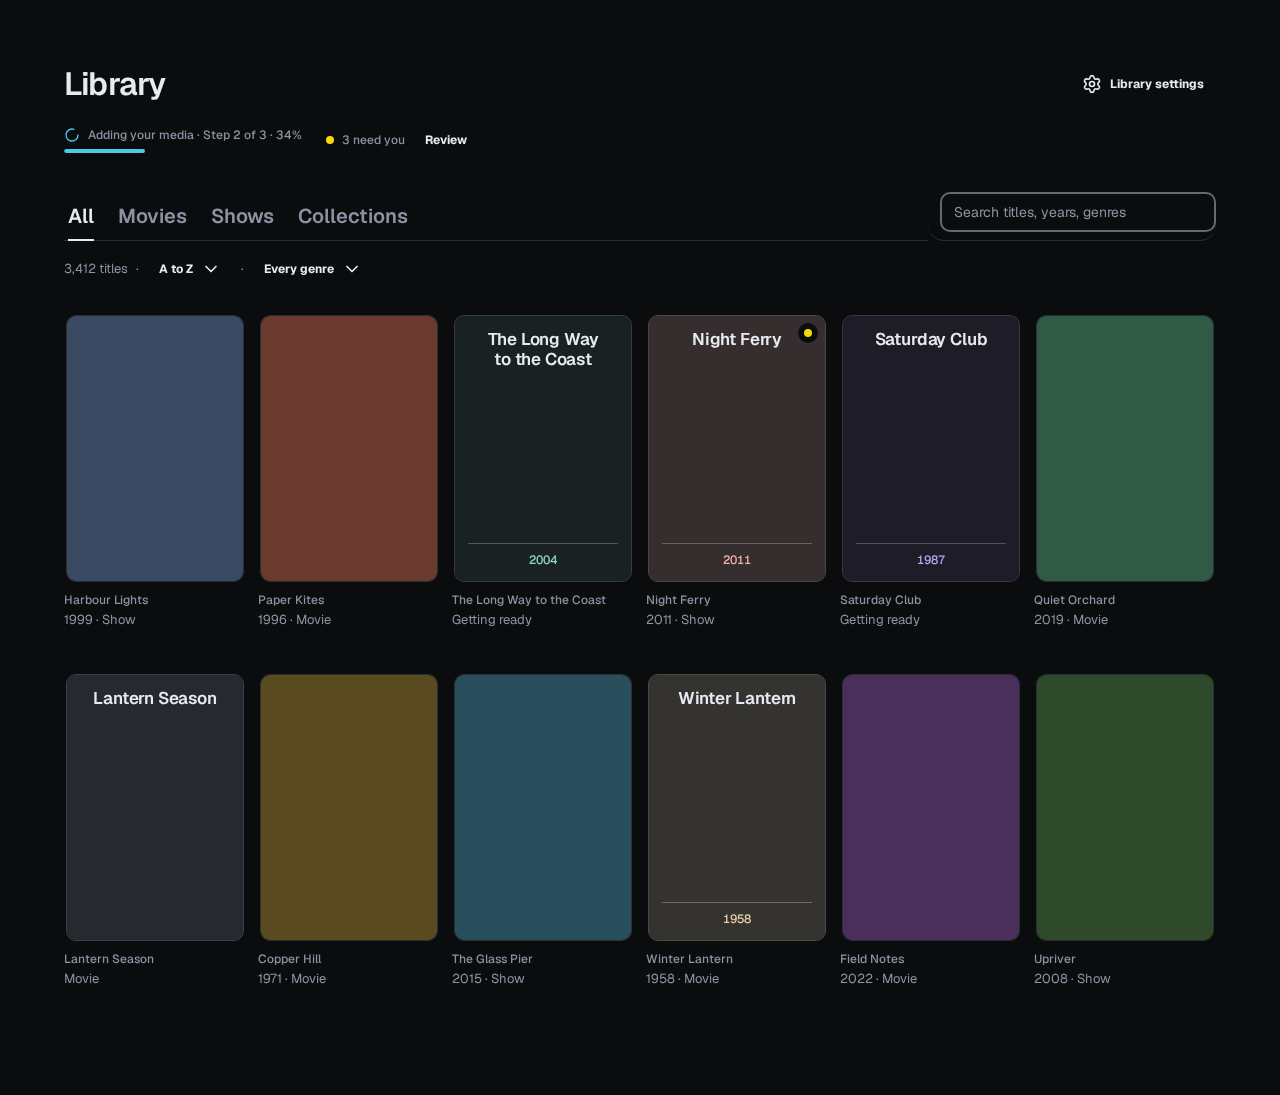 Library
Library settings
Adding your media · Step 2 of 3 · 34%
3 need you
Review
All
Movies
Shows
Collections
Search titles, years, genres
3,412 titles ·
A to Z
·
Every genre
The Long Way
to the Coast
2004
Night Ferry
2011
Saturday Club
1987
Harbour Lights
1999 · Show
Paper Kites
1996 · Movie
The Long Way to the Coast
Getting ready
Night Ferry
2011 · Show
Saturday Club
Getting ready
Quiet Orchard
2019 · Movie
Lantern Season
Winter Lantern
1958
Lantern Season
Movie
Copper Hill
1971 · Movie
The Glass Pier
2015 · Show
Winter Lantern
1958 · Movie
Field Notes
2022 · Movie
Upriver
2008 · Show